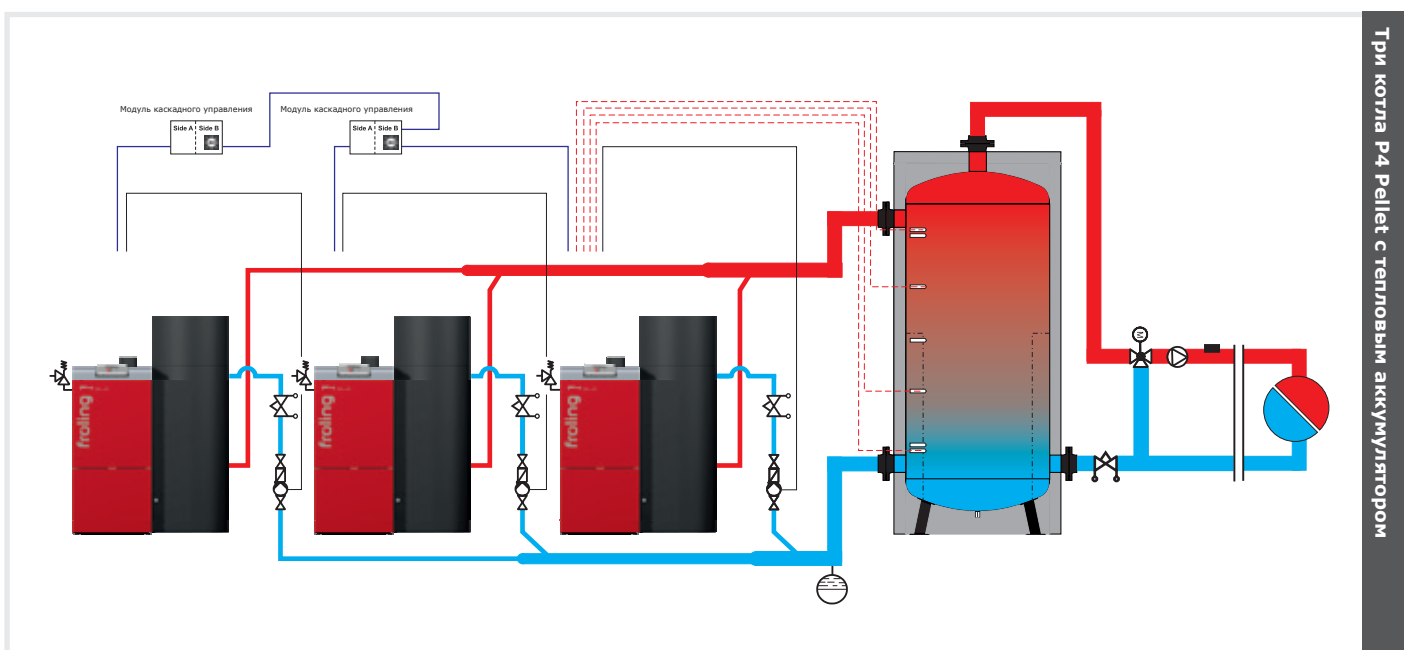 Три котла P4 Pellet с тепловым аккумулятором
Модуль каскадного управления
Модуль каскадного управления
Side A Side B
Side A Side B
M
froling
froling
froling